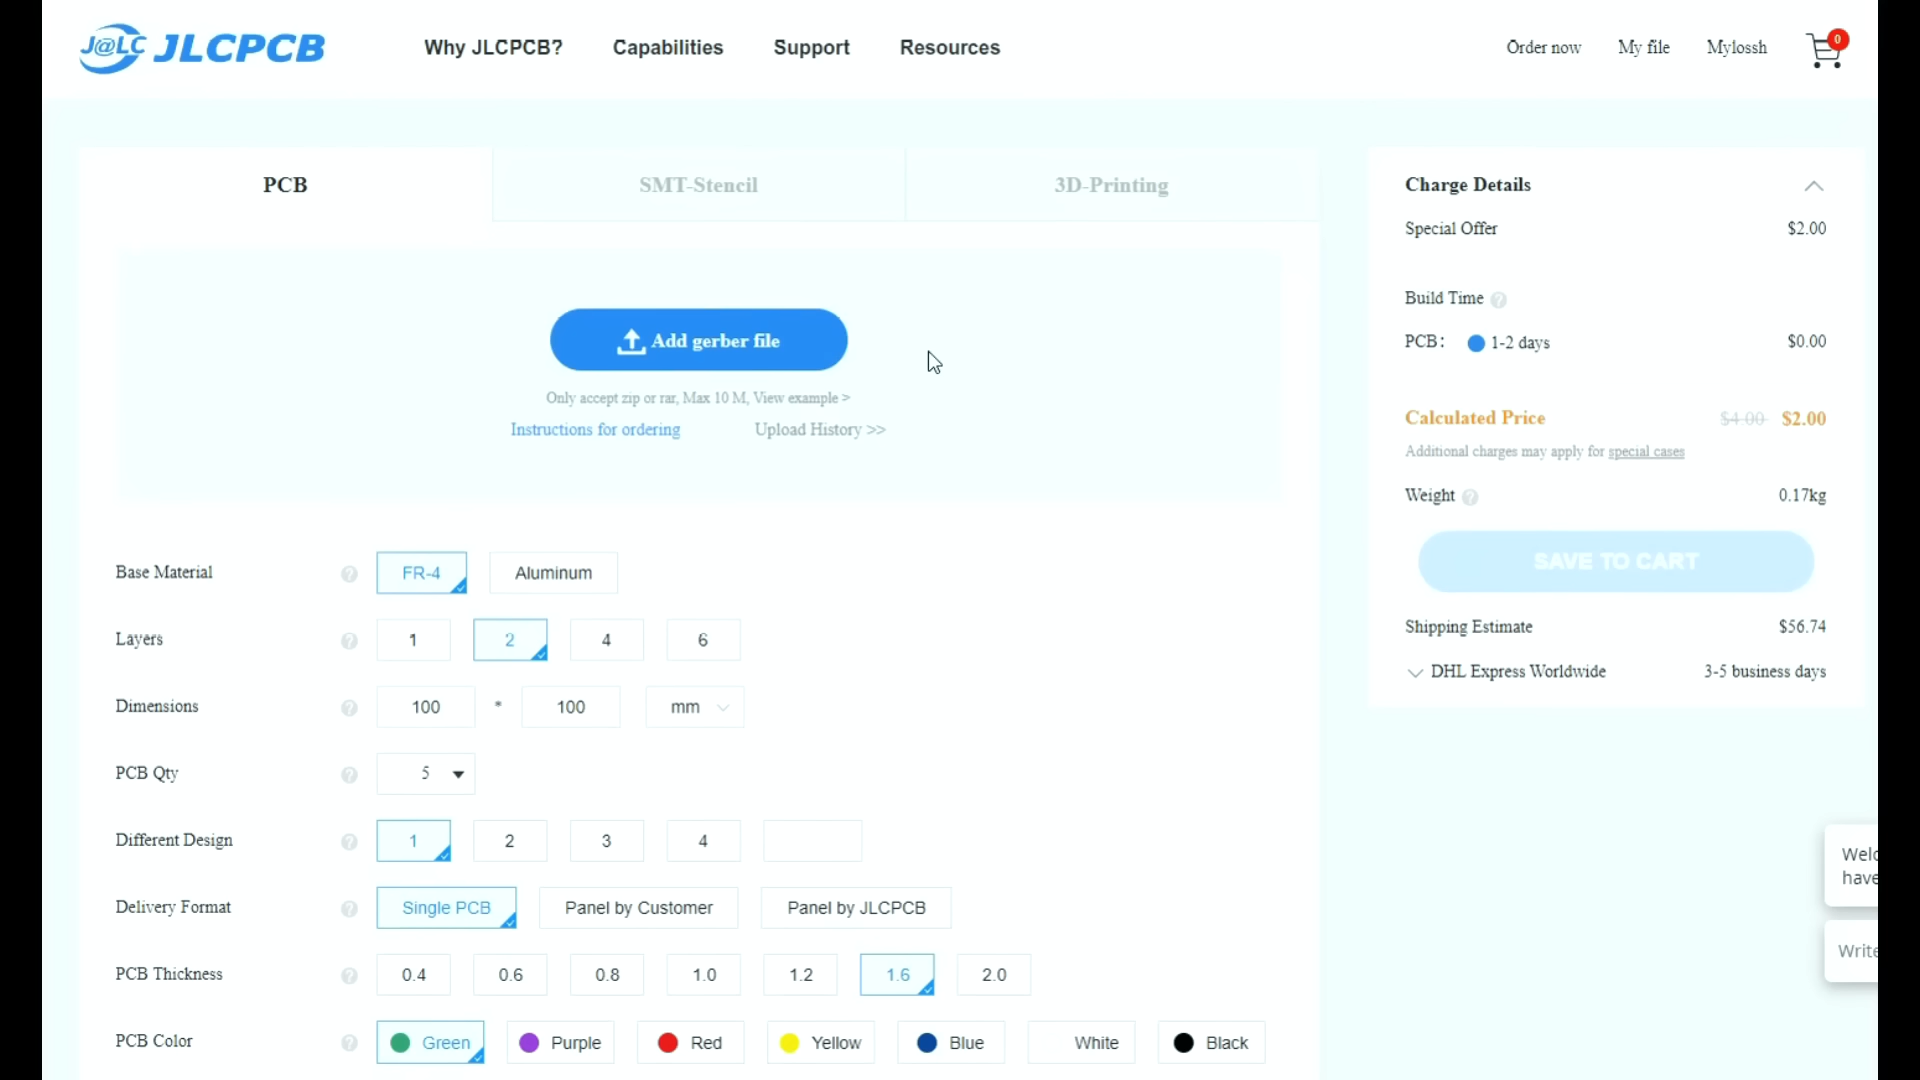 J@LC JLCPCB
Why JLCPCB? Capabilities Support Resources
Order now My file Mylossh 0
PCB SMT-Stencil 3D-Printing
Add gerber file
Only accept zip or rar, Max 10 M, View example >
Instructions for ordering Upload History >>
Base Material ? FR-4 Aluminum
Layers ? 1 2 4 6
Dimensions ? 100 * 100 mm
PCB Qty ? 5
Different Design ? 1 2 3 4
Delivery Format ? Single PCB Panel by Customer Panel by JLCPCB
PCB Thickness ? 0.4 0.6 0.8 1.0 1.2 1.6 2.0
PCB Color ? Green Purple Red Yellow Blue White Black
Charge Details
Special Offer $2.00
Build Time ?
PCB: 1-2 days $0.00
Calculated Price $4.00 $2.00
Additional charges may apply for special cases
Weight ? 0.17kg
SAVE TO CART
Shipping Estimate $56.74
DHL Express Worldwide 3-5 business days
Welc
have
Write